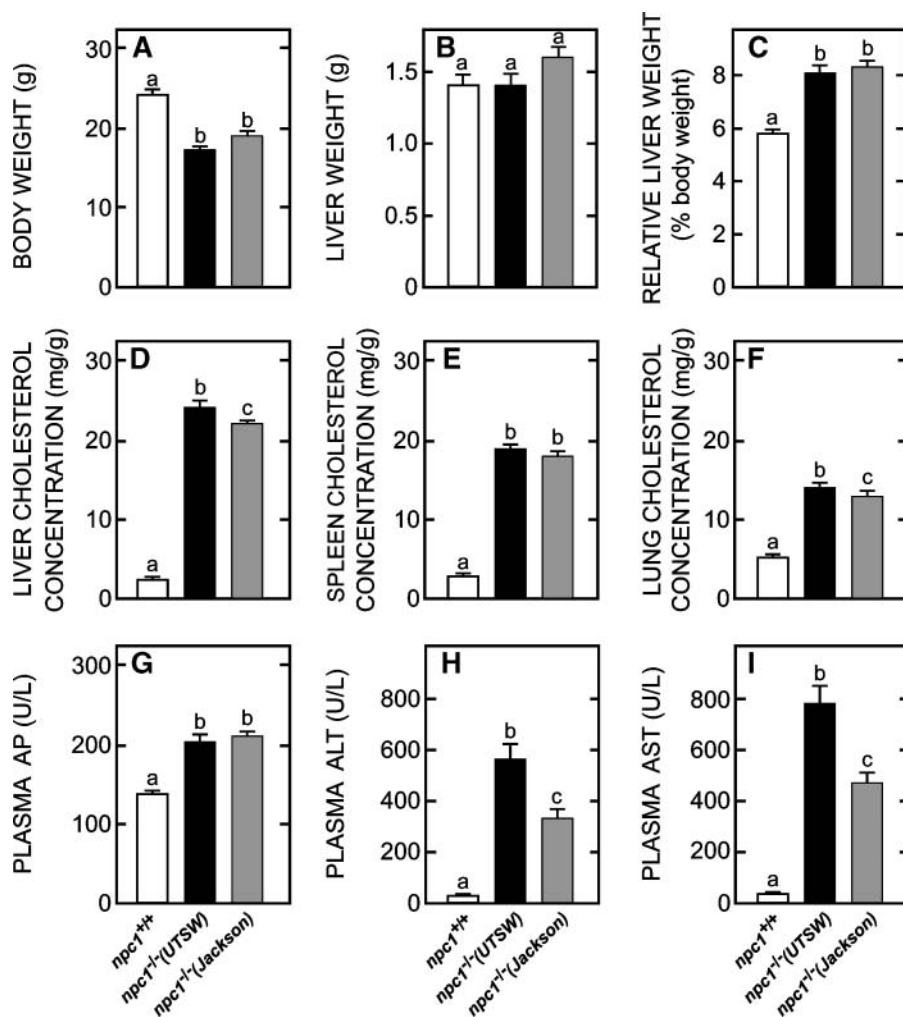 A
BODY WEIGHT (g)
30
20
10
0
a
b
b
B
LIVER WEIGHT (g)
1.5
1.0
0.5
0
a
a
a
C
RELATIVE LIVER WEIGHT
(% body weight)
8
6
4
2
0
a
b
b
D
LIVER CHOLESTEROL
CONCENTRATION (mg/g)
30
20
10
0
a
b
c
E
SPLEEN CHOLESTEROL
CONCENTRATION (mg/g)
30
20
10
0
a
b
b
F
LUNG CHOLESTEROL
CONCENTRATION (mg/g)
30
20
10
0
a
b
c
G
PLASMA AP (U/L)
300
200
100
0
a
b
b
H
PLASMA ALT (U/L)
800
600
400
200
0
a
b
c
I
PLASMA AST (U/L)
800
600
400
200
0
a
b
c
npc1+/+
npc1-/-(UTSW)
npc1-/-(Jackson)
npc1+/+
npc1-/-(UTSW)
npc1-/-(Jackson)
npc1+/+
npc1-/-(UTSW)
npc1-/-(Jackson)